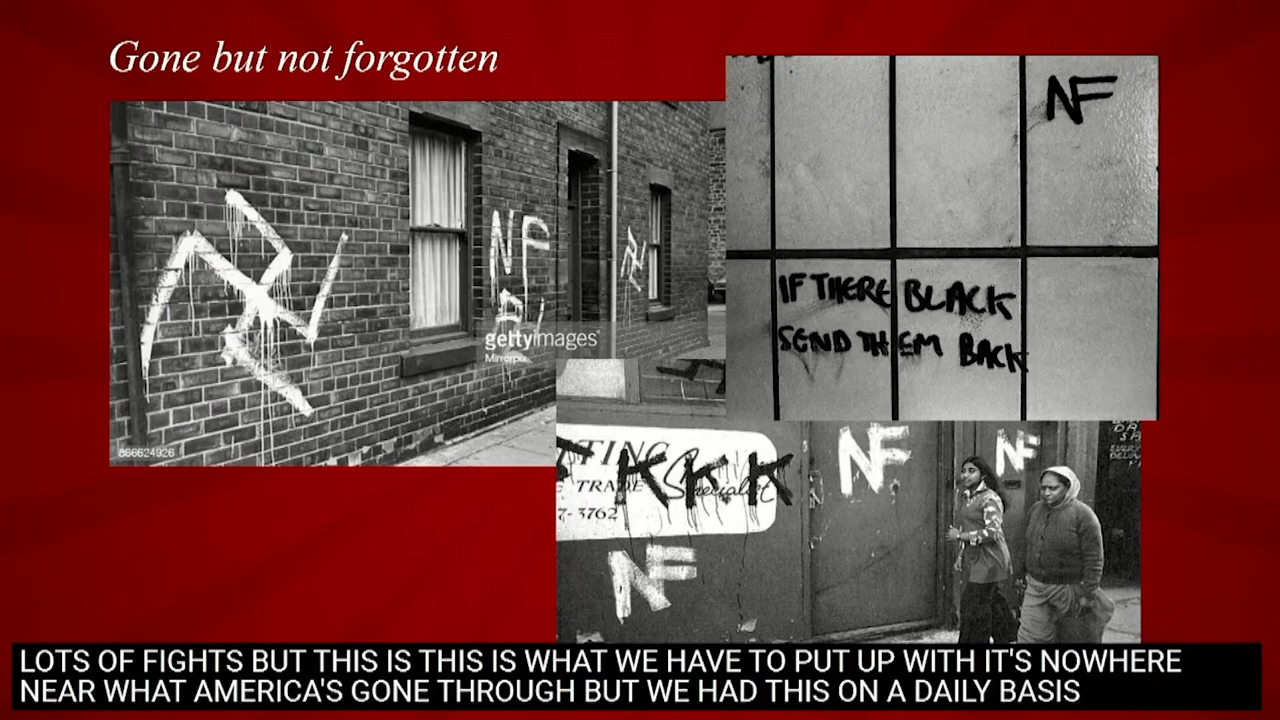 Gone but not forgotten
NF
IF THERE BLACK
SEND THEM BACK
NF
gettyimages®
Mirrorpix
866624926
TING
TRADE Specialist
7-3762
KKK
NF
NF
NF
LOTS OF FIGHTS BUT THIS IS THIS IS WHAT WE HAVE TO PUT UP WITH IT'S NOWHERE
NEAR WHAT AMERICA'S GONE THROUGH BUT WE HAD THIS ON A DAILY BASIS